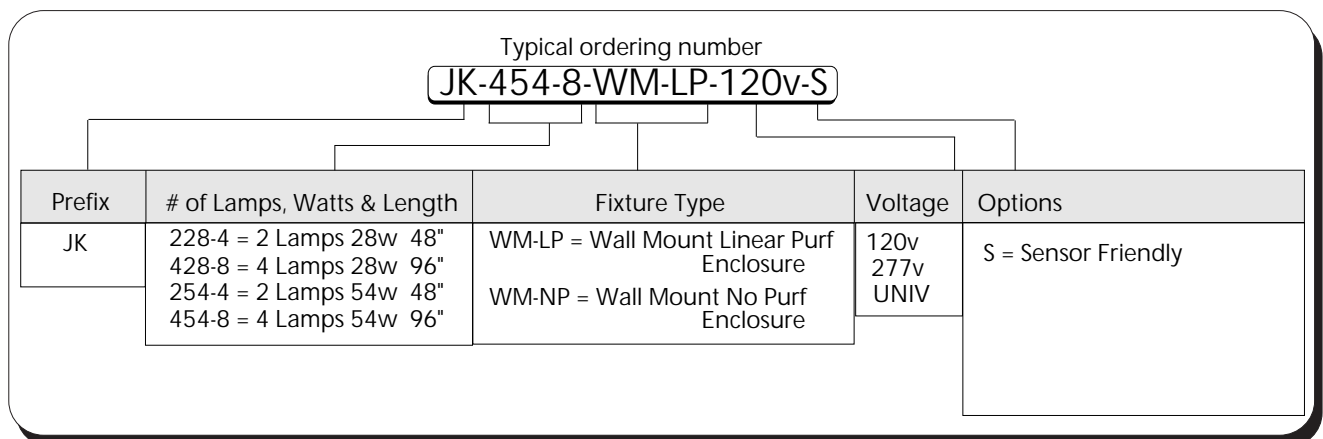 Typical ordering number
JK-454-8-WM-LP-120v-S
Prefix # of Lamps, Watts & Length Fixture Type Voltage Options
JK
228-4 = 2 Lamps 28w 48"
428-8 = 4 Lamps 28w 96"
254-4 = 2 Lamps 54w 48"
454-8 = 4 Lamps 54w 96"
WM-LP = Wall Mount Linear Purf
Enclosure
WM-NP = Wall Mount No Purf
Enclosure
120v
277v
UNIV
S = Sensor Friendly